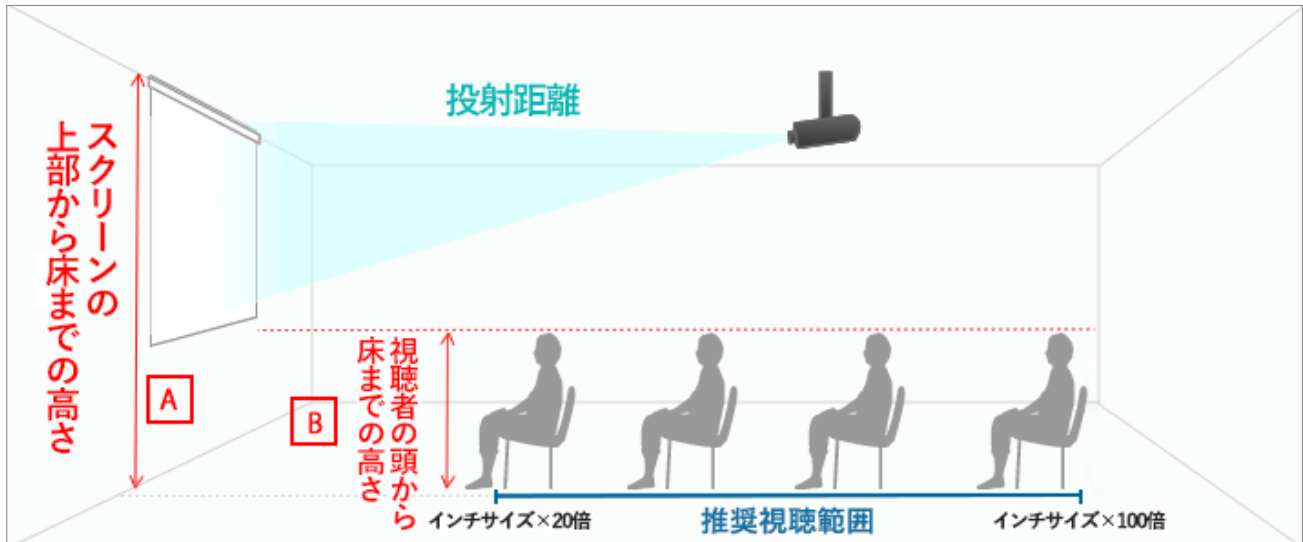 投射距離
スクリーンの
上部から床までの高さ
A
B
視聴者の頭から
床までの高さ
インチサイズ×20倍
推奨視聴範囲
インチサイズ×100倍